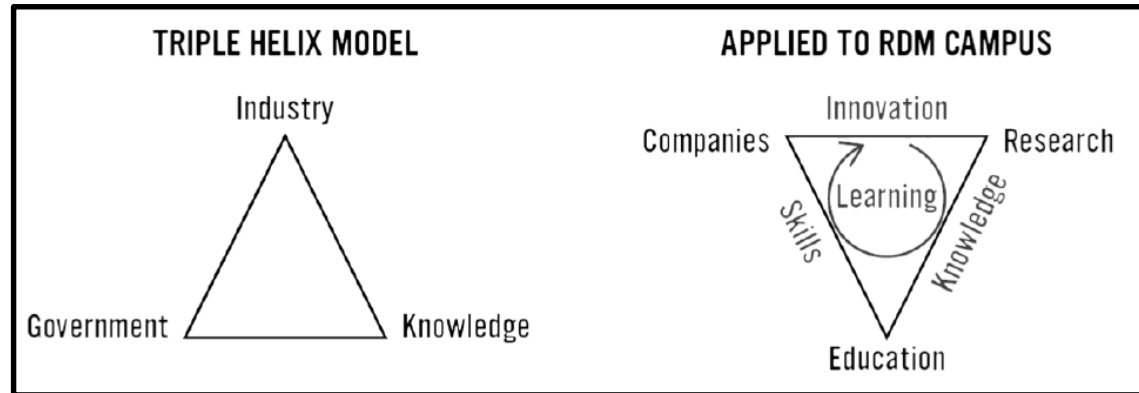 TRIPLE HELIX MODEL
Industry
Government
Knowledge
APPLIED TO RDM CAMPUS
Innovation
Companies
Research
Learning
Skills
Knowledge
Education